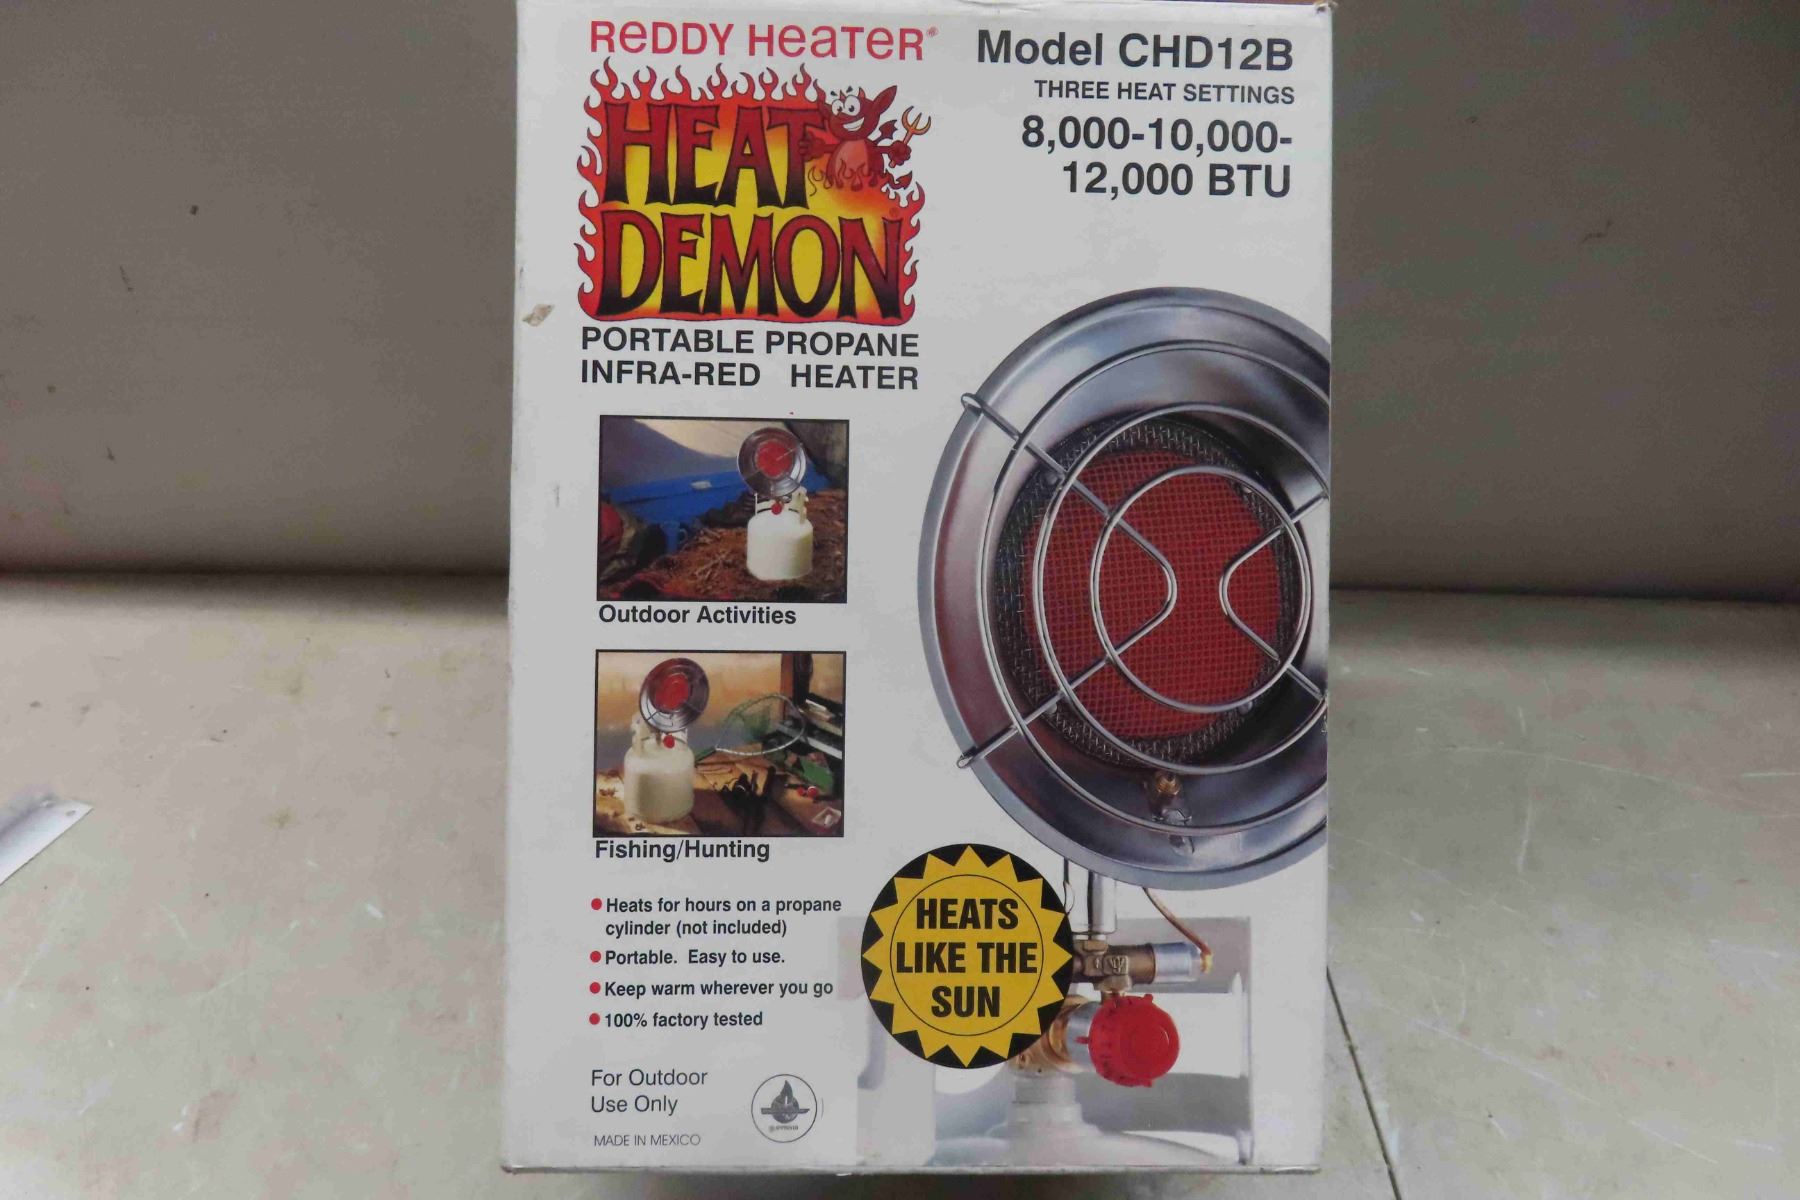 REDDY HEATER®
HEAT
DEMON®
PORTABLE PROPANE
INFRA-RED HEATER
Model CHD12B
THREE HEAT SETTINGS
8,000-10,000-
12,000 BTU
Outdoor Activities
Fishing/Hunting
Heats for hours on a propane
cylinder (not included)
Portable. Easy to use.
Keep warm wherever you go
100% factory tested
HEATS
LIKE THE
SUN
For Outdoor
Use Only
MADE IN MEXICO